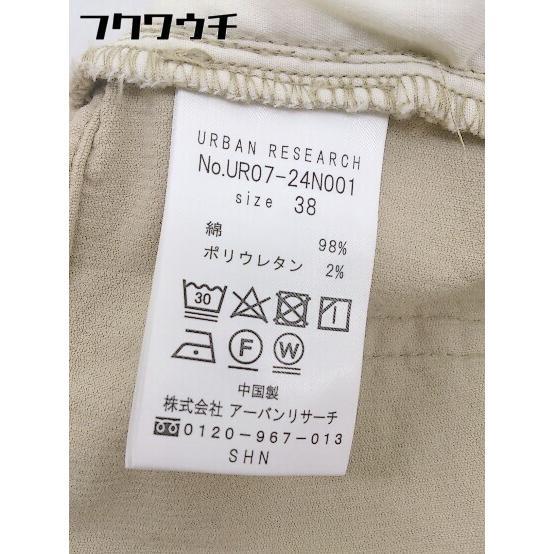 フクワウチ
URBAN RESEARCH
No.UR07-24N001
size 38
綿 98%
ポリウレタン 2%
30
F W
中国製
株式会社 アーバンリサーチ
0120-967-013
SHN